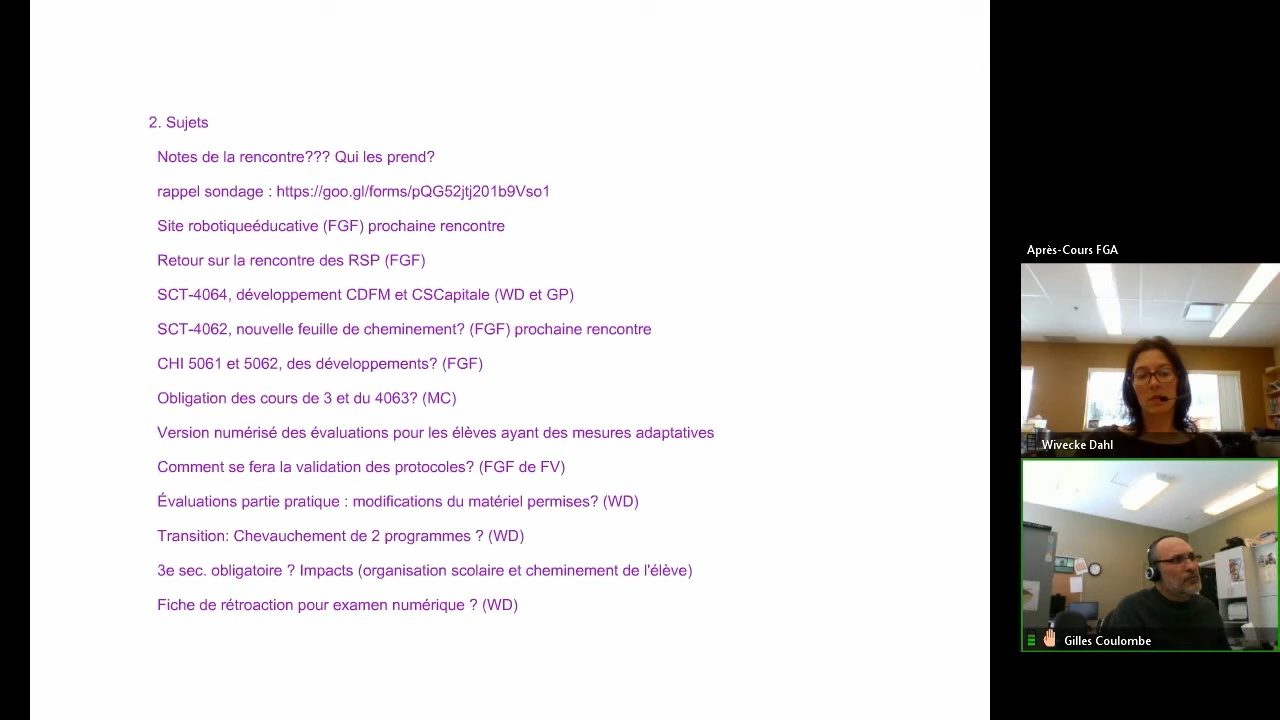 2. Sujets
Notes de la rencontre??? Qui les prend?
rappel sondage : https://goo.gl/forms/pQG52jtj201b9Vso1
Site robotiqueéducative (FGF) prochaine rencontre
Retour sur la rencontre des RSP (FGF)
SCT-4064, développement CDFM et CSCapitale (WD et GP)
SCT-4062, nouvelle feuille de cheminement? (FGF) prochaine rencontre
CHI 5061 et 5062, des développements? (FGF)
Obligation des cours de 3 et du 4063? (MC)
Version numérisé des évaluations pour les élèves ayant des mesures adaptatives
Comment se fera la validation des protocoles? (FGF de FV)
Évaluations partie pratique : modifications du matériel permises? (WD)
Transition: Chevauchement de 2 programmes ? (WD)
3e sec. obligatoire ? Impacts (organisation scolaire et cheminement de l'élève)
Fiche de rétroaction pour examen numérique ? (WD)
Après-Cours FGA
Wivecke Dahl
Gilles Coulombe